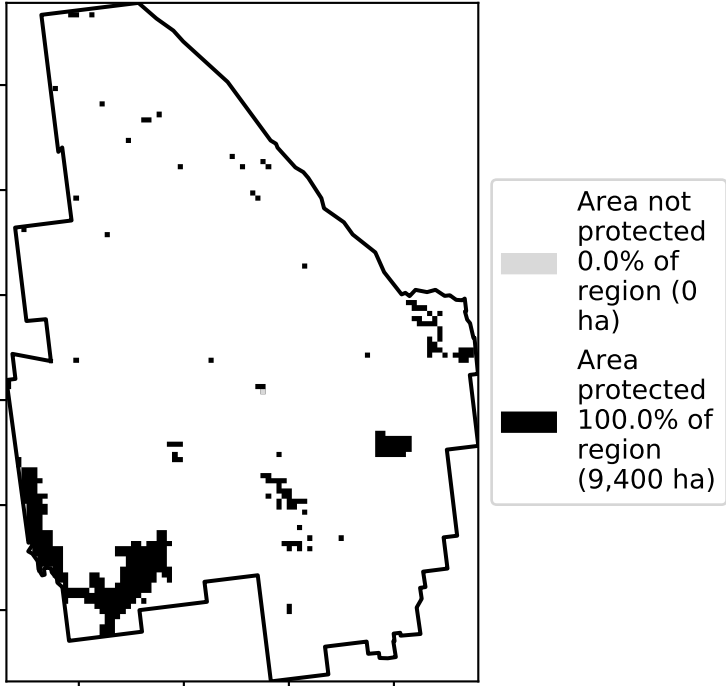 Area not
protected
0.0% of
region (0
ha)
Area
protected
100.0% of
region
(9,400 ha)